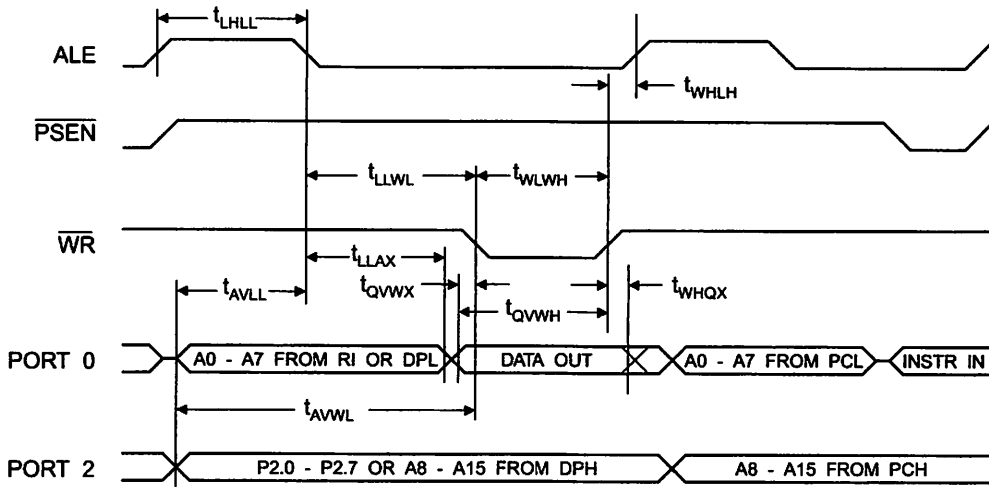 tLHLL
ALE
tWHLH
PSEN
tLLWL
tWLWH
WR
tLLAX
tQVWX
tWHQX
tAVLL
tQVWH
PORT 0
A0 - A7 FROM RI OR DPL
DATA OUT
A0 - A7 FROM PCL
INSTR IN
tAVWL
PORT 2
P2.0 - P2.7 OR A8 - A15 FROM DPH
A8 - A15 FROM PCH